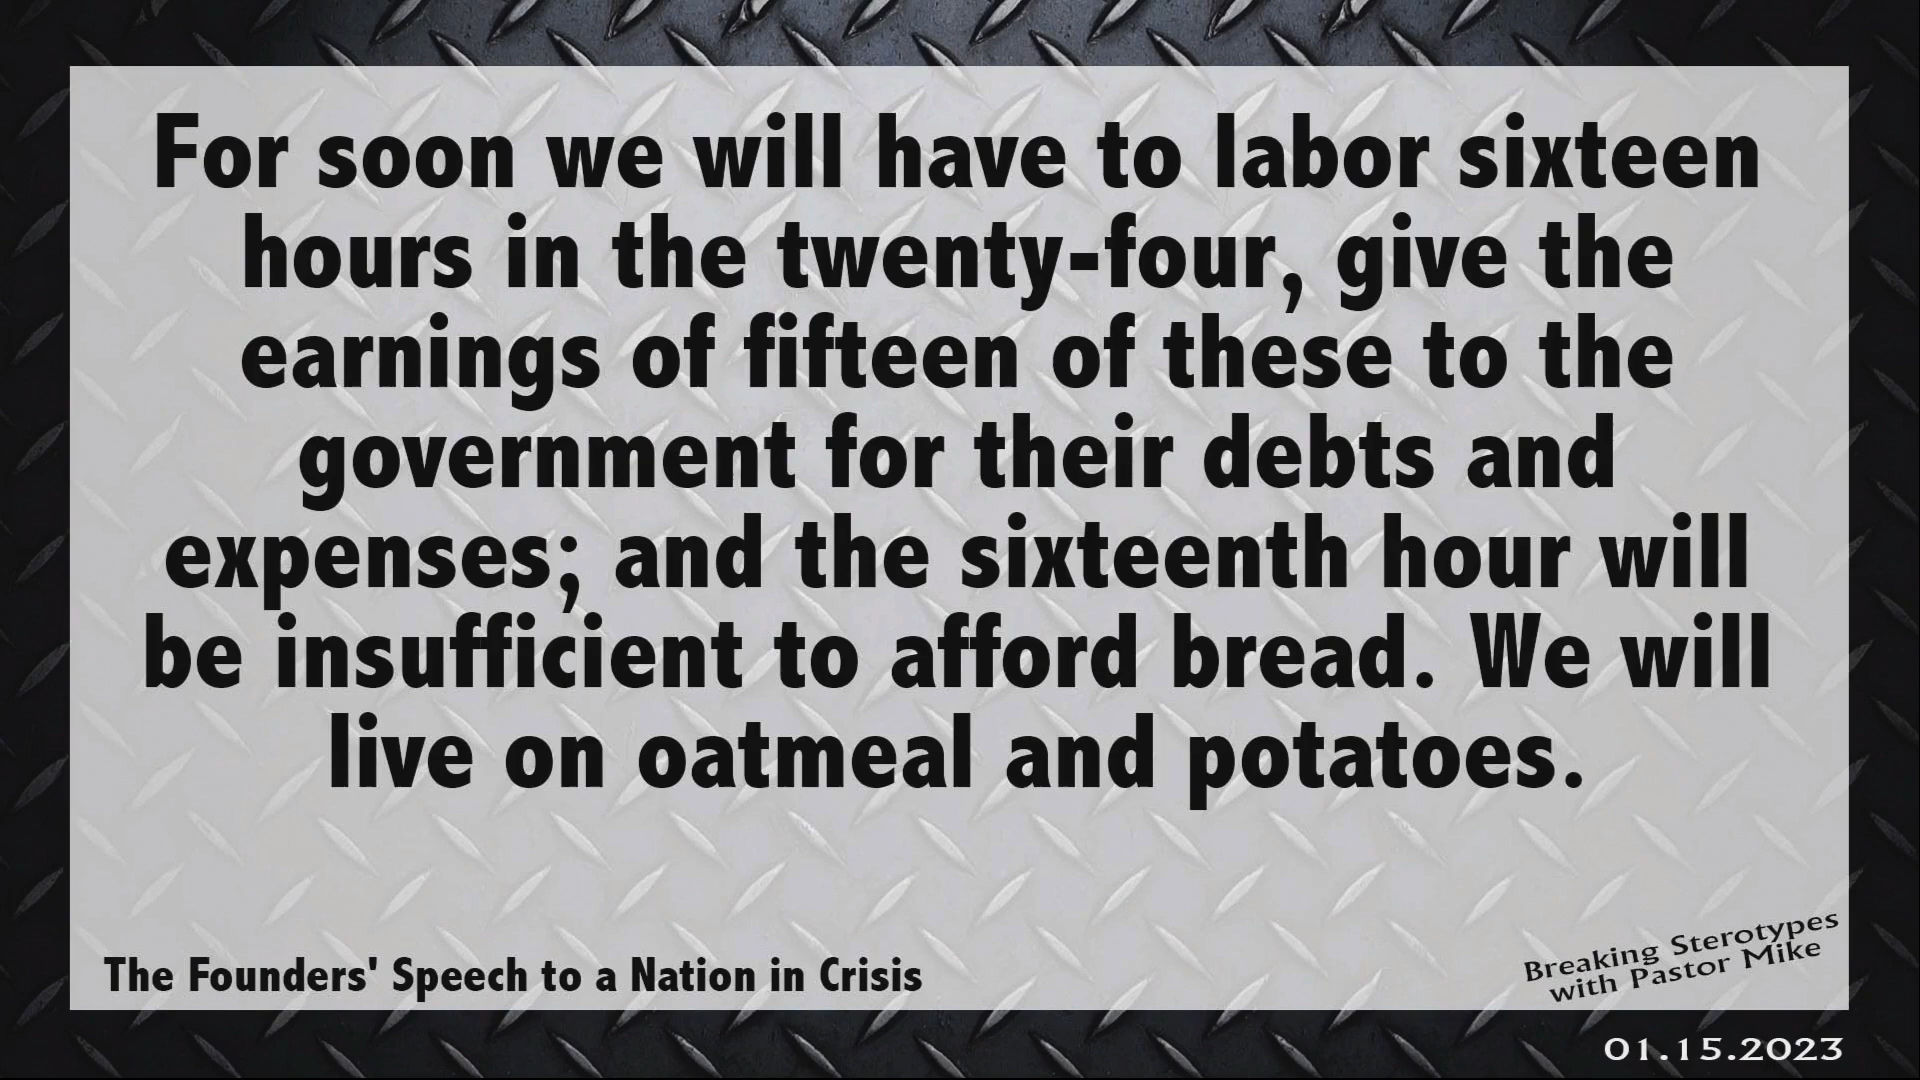 For soon we will have to labor sixteen
hours in the twenty-four, give the
earnings of fifteen of these to the
government for their debts and
expenses; and the sixteenth hour will
be insufficient to afford bread. We will
live on oatmeal and potatoes.
The Founders' Speech to a Nation in Crisis
Breaking Sterotypes
with Pastor Mike
01.15.2023